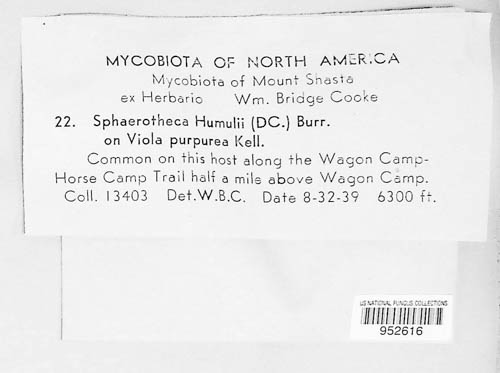 MYCOBIOTA OF NORTH AMERICA
Mycobiota of Mount Shasta
ex Herbario Wm. Bridge Cooke
22. Sphaerotheca Humulii (DC.) Burr.
on Viola purpurea Kell.
Common on this host along the Wagon Camp-
Horse Camp Trail half a mile above Wagon Camp.
Coll. 13403 Det.W.B.C. Date 8-32-39 6300 ft.
US NATIONAL FUNGUS COLLECTIONS
952616